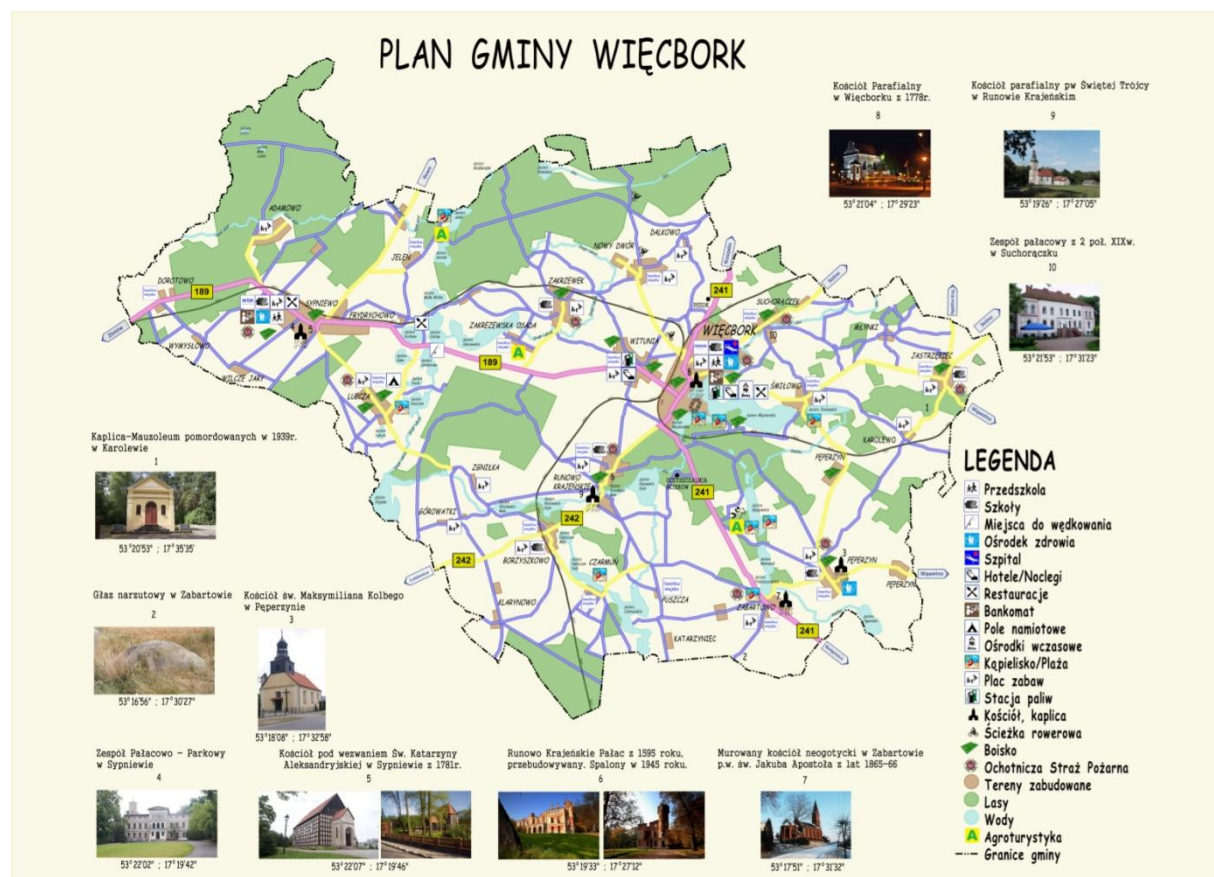 PLAN GMINY WIĘCBORK
Kościół Parafialny
w Więcborku z 1778r.
8
53°21'04" ; 17°29'23"
Kościół parafialny pw Świętej Trójcy
w Runowie Krajeńskim
9
53°19'26" ; 17°27'05"
Zespół pałacowy z 2 poł. XIXw.
w Suchorączku
10
53°21'53" ; 17°31'23"
ADAMOWO
DOROTOWO
189
JELEŃ
SYPNIEWO
FRYDRYCHOWO
WYMYSŁOWO
WILCZE JARY
5
LUBCZA
NOWY DWÓR
DALKOWO
ZAKRZEWEK
ZAKRZEWSKA OSADA
189
WITUNIA
241
WIĘCBORK
SUCHORĄCZEK
10
MŁYNKI
JASTRZĘBIEC
1
ŚMIŁOWO
KAROLEWO
PĘPERZYN
ZGNIŁKA
GÓROWATKI
RUNOWO
KRAJEŃSKIE
6
9
242
242
BORZYSZKOWO
CZARMUŃ
KLARYNOWO
PUSZCZA
KATARZYNIEC
241
ZABARTOWO
7
2
241
3
PĘPERZYN
PĘPERZYN
Kaplica-Mauzoleum pomordowanych w 1939r.
w Karolewie
1
53°20'53" ; 17°35'35'
Głaz narzutowy w Zabartowie
2
53°16'56" ; 17°30'27"
Kościół św. Maksymiliana Kolbego
w Pęperzynie
3
53°18'08" ; 17°32'58"
Zespół Pałacowo - Parkowy
w Sypniewie
4
53°22'02" ; 17°19'42"
Kościół pod wezwaniem Św. Katarzyny
Aleksandryjskiej w Sypniewie z 1781r.
5
53°22'07" ; 17°19'46"
Runowo Krajeńskie Pałac z 1595 roku,
przebudowywany. Spalony w 1945 roku.
6
53°19'33" ; 17°27'12"
Murowany kościół neogotycki w Zabartowie
p.w. św. Jakuba Apostoła z lat 1865-66
7
53°17'51" ; 17°31'32"
LEGENDA
Przedszkola
Szkoły
Miejsca do wędkowania
Ośrodek zdrowia
Szpital
Hotele/Noclegi
Restauracje
Bankomat
Pole namiotowe
Ośrodki wczasowe
Kąpielisko/Plaża
Plac zabaw
Stacja paliw
Kościół, kaplica
Ścieżka rowerowa
Boisko
Ochotnicza Straż Pożarna
Tereny zabudowane
Lasy
Wody
A Agroturystyka
Granice gminy